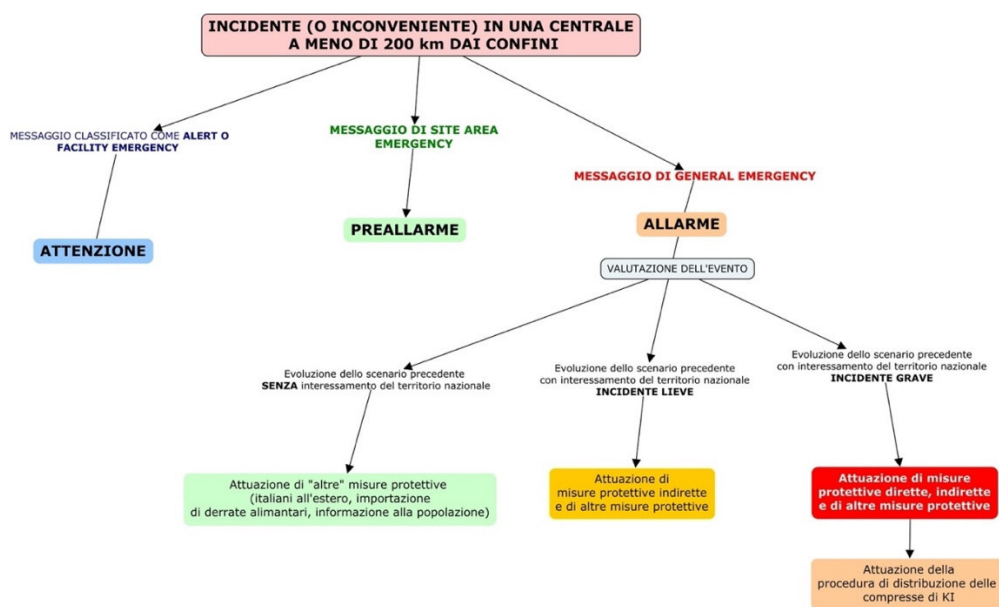 INCIDENTE (O INCONVENIENTE) IN UNA CENTRALE
A MENO DI 200 km DAI CONFINI
MESSAGGIO CLASSIFICATO COME ALERT O
FACILITY EMERGENCY
MESSAGGIO DI SITE AREA
EMERGENCY
MESSAGGIO DI GENERAL EMERGENCY
ATTENZIONE
PREALLARME
ALLARME
VALUTAZIONE DELL'EVENTO
Evoluzione dello scenario precedente
SENZA interessamento del territorio nazionale
Evoluzione dello scenario precedente
con interessamento del territorio nazionale
INCIDENTE LIEVE
Evoluzione dello scenario precedente
con interessamento del territorio nazionale
INCIDENTE GRAVE
Attuazione di "altre" misure protettive
(italiani all'estero, importazione
di derrate alimantari, informazione alla popolazione)
Attuazione di
misure protettive indirette
e di altre misure protettive
Attuazione di misure
protettive dirette, indirette
e di altre misure protettive
Attuazione della
procedura di distribuzione delle
compresse di KI